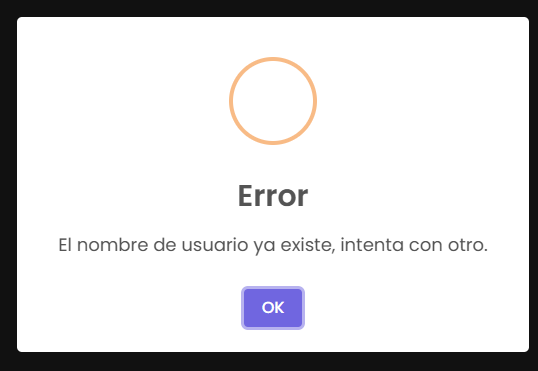 Error
El nombre de usuario ya existe, intenta con otro.
OK